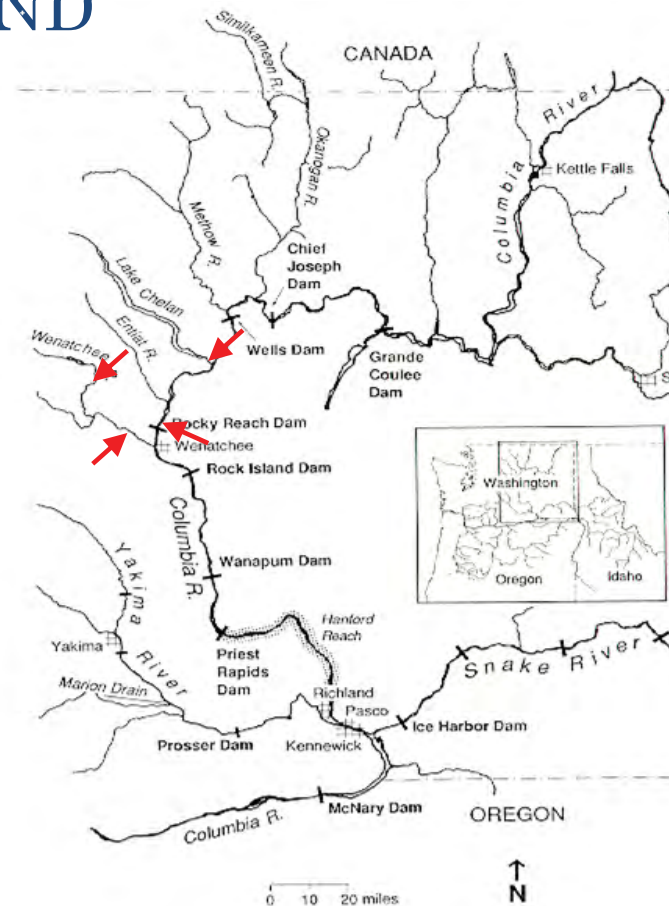 CANADA
Similkameen R.
Okanogan R.
Methow R.
Columbia River
Kettle Falls
Chief
Joseph
Dam
Lake Chelan
Entiat R.
Wells Dam
Grande
Coulee
Dam
Rocky Reach Dam
Wenatchee
Rock Island Dam
Washington
Oregon
Idaho
Columbia R.
Wanapum Dam
Hanford
Reach
Yakima River
Yakima
Priest
Rapids
Dam
Snake River
Marion Drain
Richland
Pasco
Kennewick
Ice Harbor Dam
Prosser Dam
McNary Dam
Columbia R.
OREGON
0 10 20 miles
N